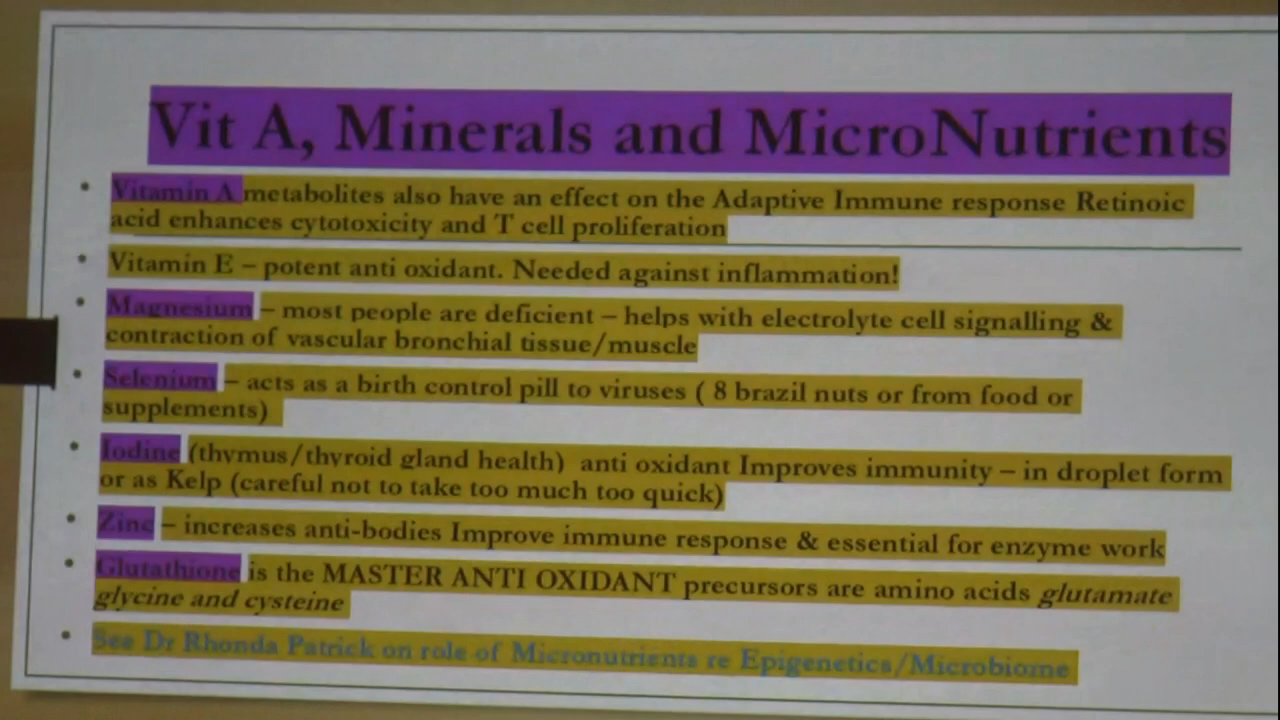 Vit A, Minerals and MicroNutrients
• Vitamin A metabolites also have an effect on the Adaptive Immune response Retinoic
acid enhances cytotoxicity and T cell proliferation
• Vitamin E – potent anti oxidant. Needed against inflammation!
• Magnesium – most people are deficient – helps with electrolyte cell signalling &
contraction of vascular bronchial tissue/muscle
• Selenium – acts as a birth control pill to viruses ( 8 brazil nuts or from food or
supplements)
• Iodine (thymus/thyroid gland health) anti oxidant Improves immunity – in droplet form
or as Kelp (careful not to take too much too quick)
• Zinc – increases anti-bodies Improve immune response & essential for enzyme work
• Glutathione is the MASTER ANTI OXIDANT precursors are amino acids glutamate
glycine and cysteine
• See Dr Rhonda Patrick on role of Micronutrients re Epigenetics/Microbiome